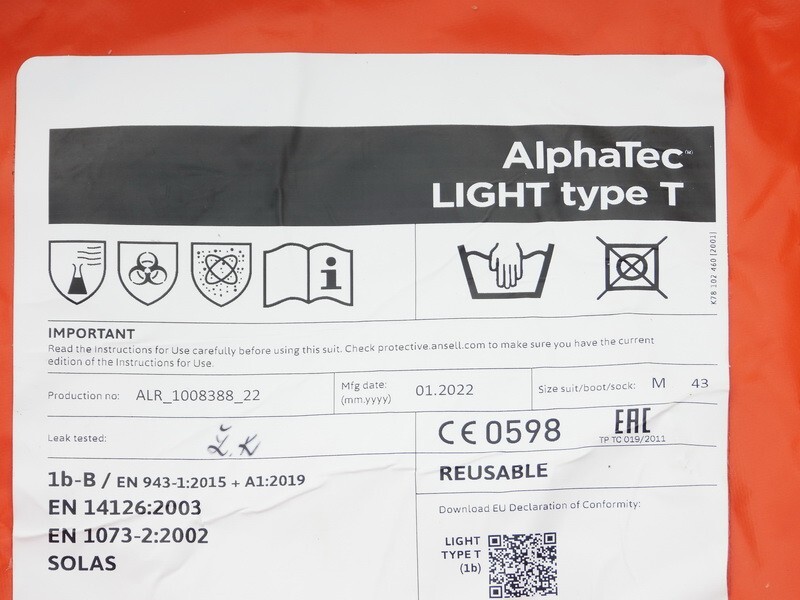 AlphaTec™
LIGHT type T
K78 102 460 [2001]
IMPORTANT
Read the Instructions for Use carefully before using this suit. Check protective.ansell.com to make sure you have the current
edition of the Instructions for Use.
Production no: ALR_1008388_22
Mfg date:
(mm.yyyy)
01.2022
Size suit/boot/sock: M 43
Leak tested: Ž.K
CE 0598
EAC
TP TC 019/2011
1b-B / EN 943-1:2015 + A1:2019
EN 14126:2003
EN 1073-2:2002
SOLAS
REUSABLE
Download EU Declaration of Conformity:
LIGHT
TYPE T
(1b)